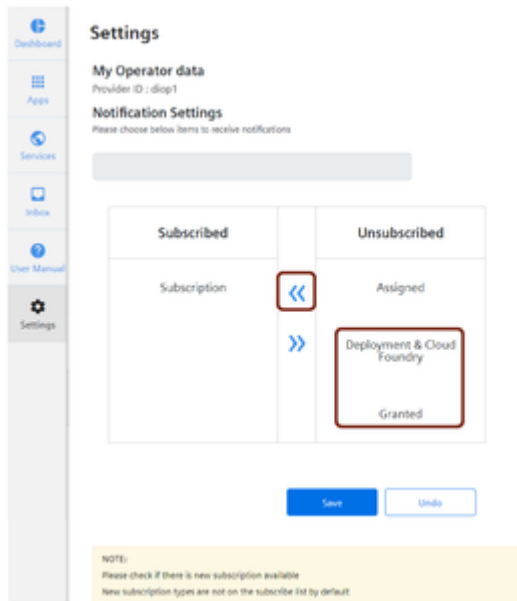 Settings
Dashboard
My Operator data
Provider ID : diop1
Apps
Notification Settings
Please choose below items to receive notifications
Services
Inbox
User Manual
Settings
Subscribed
Unsubscribed
Subscription
«
Assigned
»
Deployment & Cloud
Foundry
Granted
Save
Undo
NOTE:
Please check if there is new subscription available
New subscription types are not on the subscribe list by default